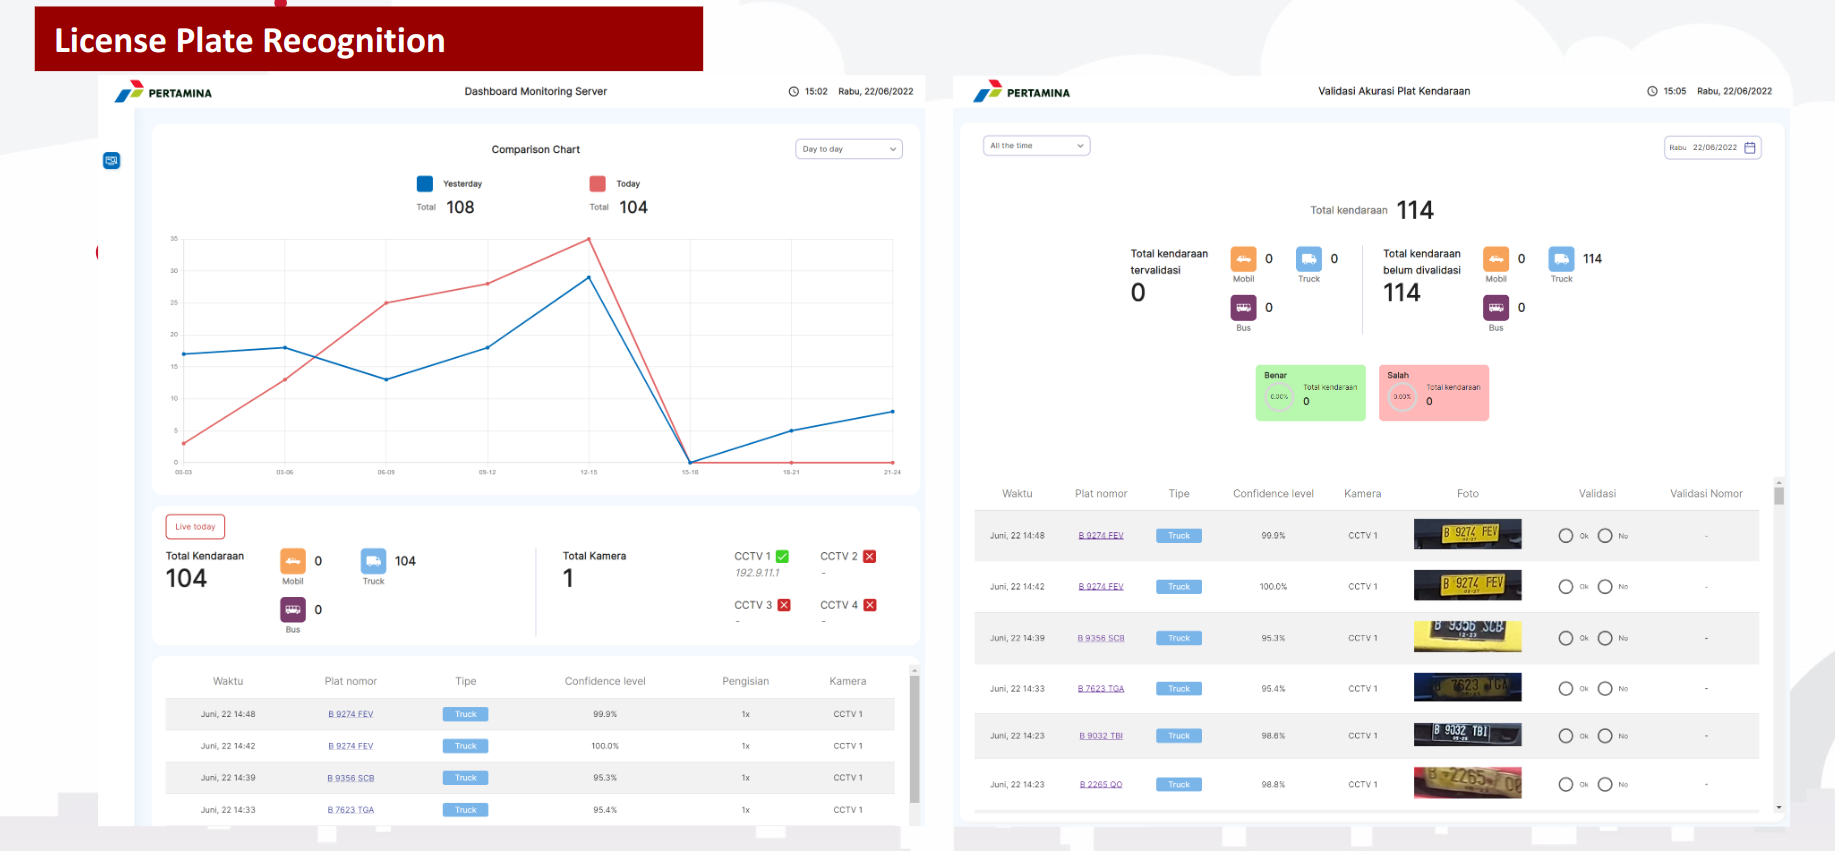 License Plate Recognition
PERTAMINA
Dashboard Monitoring Server
15:02 Rabu, 22/06/2022
Comparison Chart
Day to day
Yesterday
Total 108
Today
Total 104
35
30
25
20
15
10
5
0
00-03 03-06 06-09 09-12 12-15 15-18 18-21 21-24
Live today
Total Kendaraan
104
0
Mobil
104
Truck
0
Bus
Total Kamera
1
CCTV 1
192.9.11.1
CCTV 2
-
CCTV 3
-
CCTV 4
-
Waktu Plat nomor Tipe Confidence level Pengisian Kamera
Juni, 22 14:48 B 9274 FEV Truck 99.9% 1x CCTV 1
Juni, 22 14:42 B 9274 FEV Truck 100.0% 1x CCTV 1
Juni, 22 14:39 B 9356 SCB Truck 95.3% 1x CCTV 1
Juni, 22 14:33 B 7623 TGA Truck 95.4% 1x CCTV 1
PERTAMINA
Validasi Akurasi Plat Kendaraan
15:05 Rabu, 22/06/2022
All the time
Rabu 22/06/2022
Total kendaraan 114
Total kendaraan
tervalidasi
0
0
Mobil
0
Truck
0
Bus
Total kendaraan
belum divalidasi
114
0
Mobil
114
Truck
0
Bus
Benar
0.00%
Total kendaraan
0
Salah
0.00%
Total kendaraan
0
Waktu Plat nomor Tipe Confidence level Kamera Foto Validasi Validasi Nomor
Juni, 22 14:48 B 9274 FEV Truck 99.9% CCTV 1 B 9274 FEV Ok No -
Juni, 22 14:42 B 9274 FEV Truck 100.0% CCTV 1 B 9274 FEV Ok No -
Juni, 22 14:39 B 9356 SCB Truck 95.3% CCTV 1 B 9356 SCB 12-23 Ok No -
Juni, 22 14:33 B 7623 TGA Truck 95.4% CCTV 1 7623 TGA Ok No -
Juni, 22 14:23 B 9032 TBI Truck 98.6% CCTV 1 B 9032 TBI Ok No -
Juni, 22 14:23 B 2265 QO Truck 98.8% CCTV 1 B 2265 Ok No -